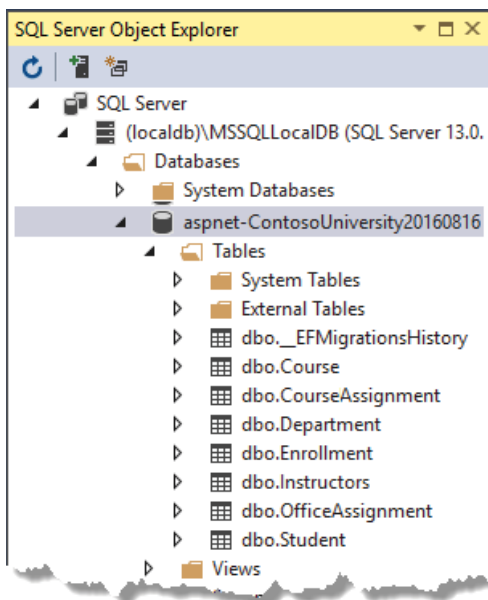 SQL Server Object Explorer
SQL Server
(localdb)\MSSQLLocalDB (SQL Server 13.0.
Databases
System Databases
aspnet-ContosoUniversity20160816
Tables
System Tables
External Tables
dbo.__EFMigrationsHistory
dbo.Course
dbo.CourseAssignment
dbo.Department
dbo.Enrollment
dbo.Instructors
dbo.OfficeAssignment
dbo.Student
Views